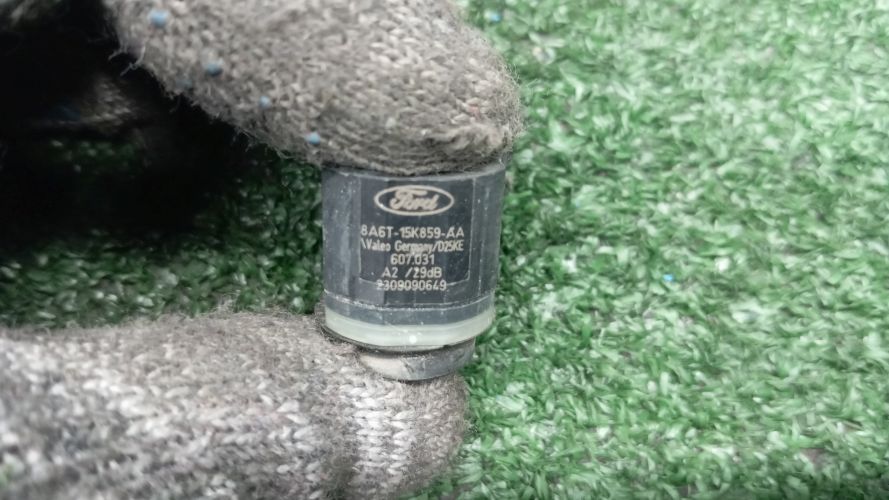 Ford
8A6T-15K859-AA
\Valeo Germany/D25KE
607.031
A2 /29dB
2309090649